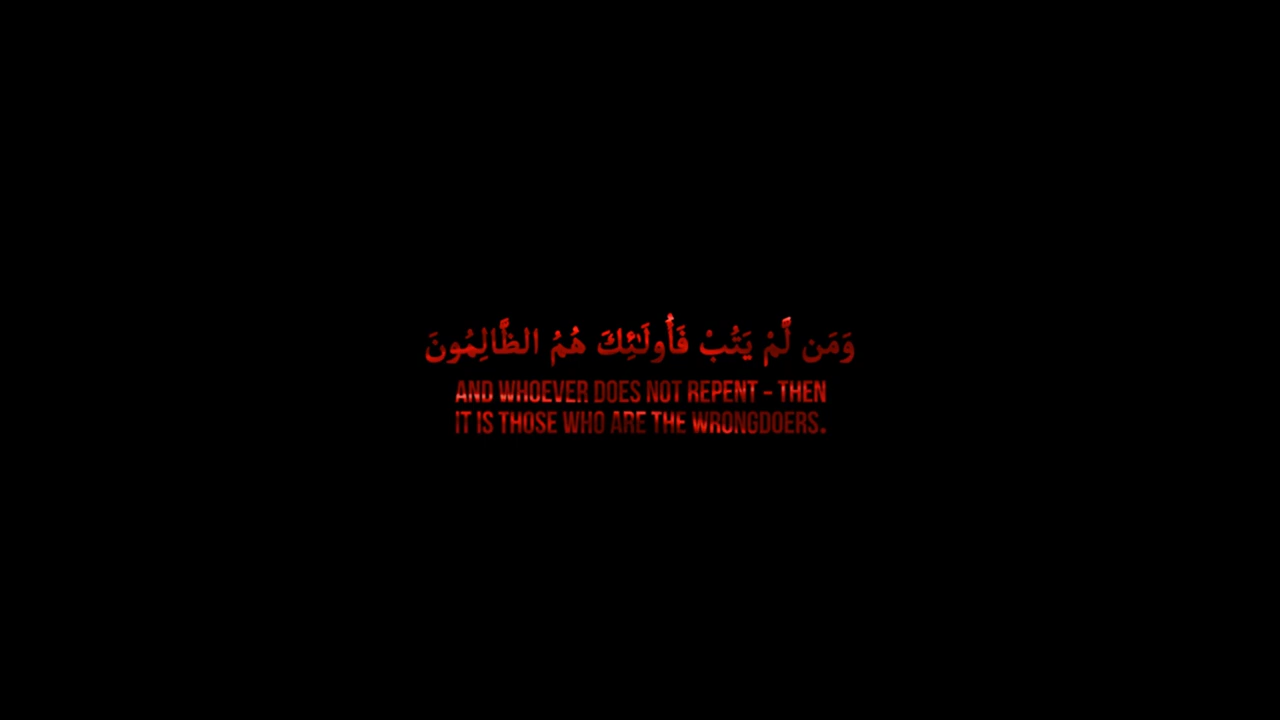 وَمَن لَّمْ يَتُبْ فَأُولَٰئِكَ هُمُ الظَّالِمُونَ
AND WHOEVER DOES NOT REPENT - THEN
IT IS THOSE WHO ARE THE WRONGDOERS.